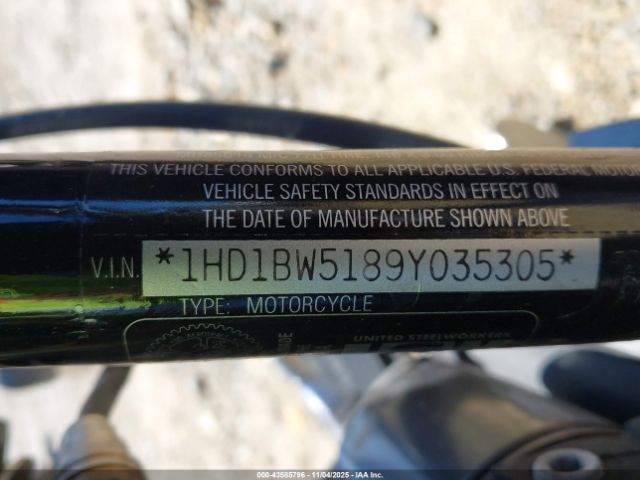 THIS VEHICLE CONFORMS TO ALL APPLICABLE U.S. FEDERAL MOTOR
VEHICLE SAFETY STANDARDS IN EFFECT ON
THE DATE OF MANUFACTURE SHOWN ABOVE
V.I.N. *1HD1BW5189Y035305*
TYPE: MOTORCYCLE
UNITED STEELWORKERS
000-43585796 - 11/04/2025 - IAA Inc.